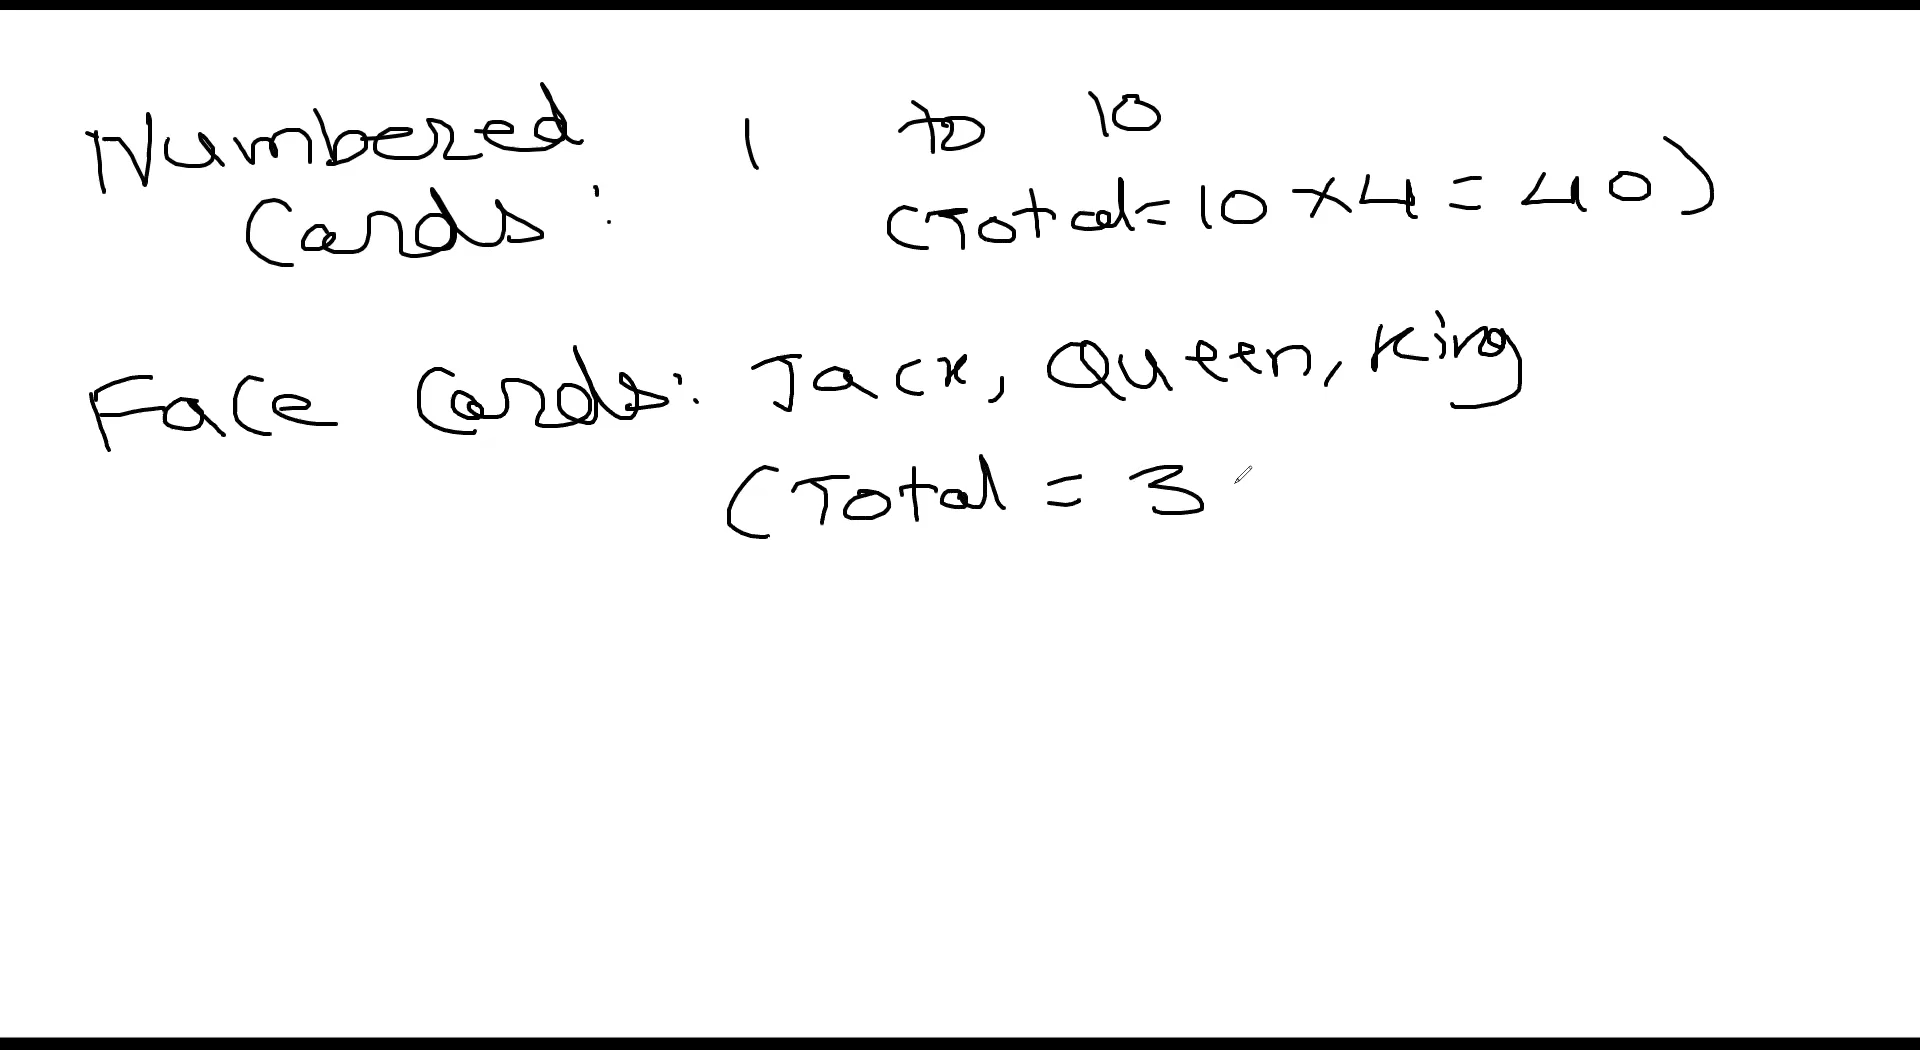 Numbered 1 to 10
Cards: (Total=10×4=40)
Face Cards: Jack, Queen, King
(Total = 3